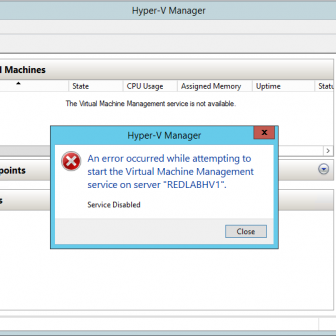 Hyper-V Manager
l Machines
State CPU Usage Assigned Memory Uptime Statu
The Virtual Machine Management service is not available.
Hyper-V Manager
x
An error occurred while attempting to
start the Virtual Machine Management
service on server "REDLABHV1".
points
Service Disabled
s
Close